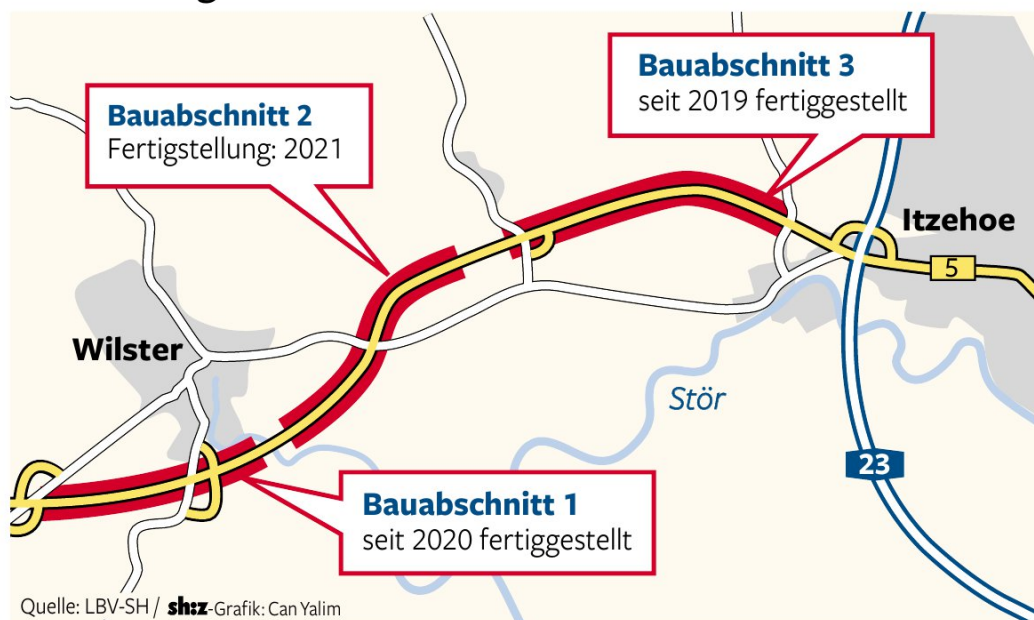 Bauabschnitt 3
seit 2019 fertiggestellt
Bauabschnitt 2
Fertigstellung: 2021
Itzehoe
5
Wilster
Stör
23
Bauabschnitt 1
seit 2020 fertiggestellt
Quelle: LBV-SH / sh:z-Grafik: Can Yalim